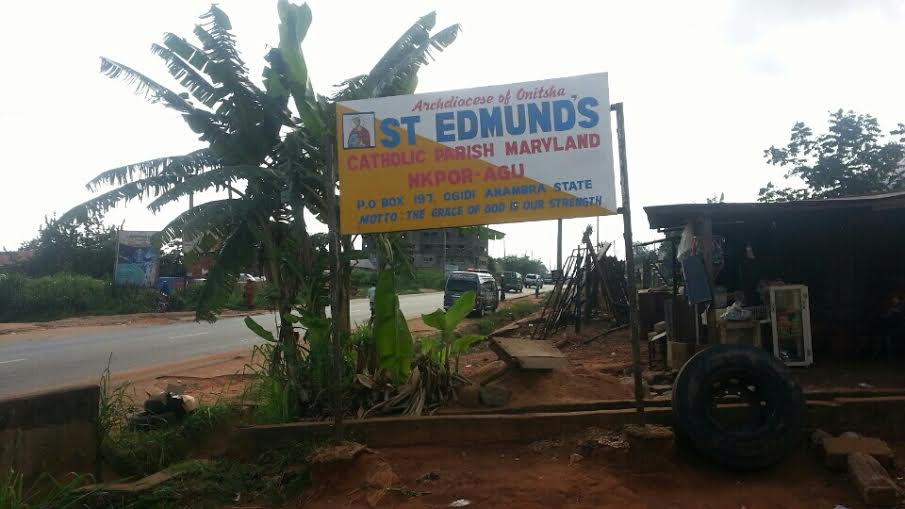 Archdiocese of Onitsha
ST EDMUND'S
CATHOLIC PARISH MARYLAND
NKPOR-AGU
P.O BOX 197, OGIDI ANAMBRA STATE
MOTTO: THE GRACE OF GOD IS OUR STRENGTH